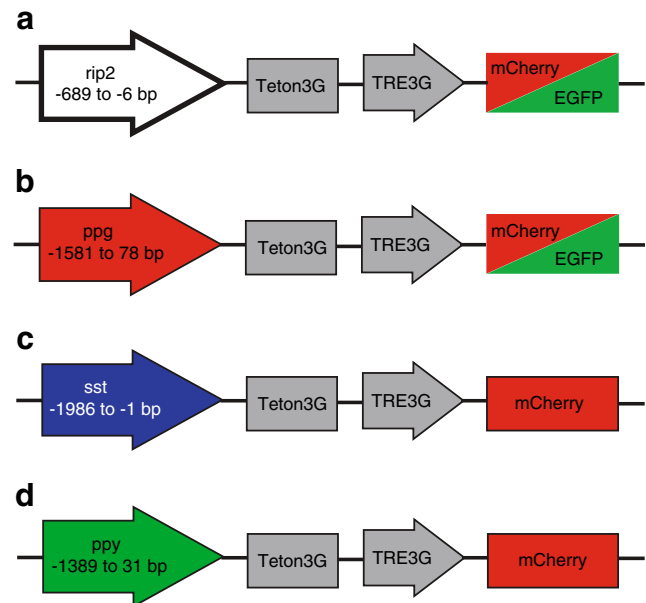 a
rip2
-689 to -6 bp
Teton3G
TRE3G
mCherry
EGFP
b
ppg
-1581 to 78 bp
Teton3G
TRE3G
mCherry
EGFP
c
sst
-1986 to -1 bp
Teton3G
TRE3G
mCherry
d
ppy
-1389 to 31 bp
Teton3G
TRE3G
mCherry